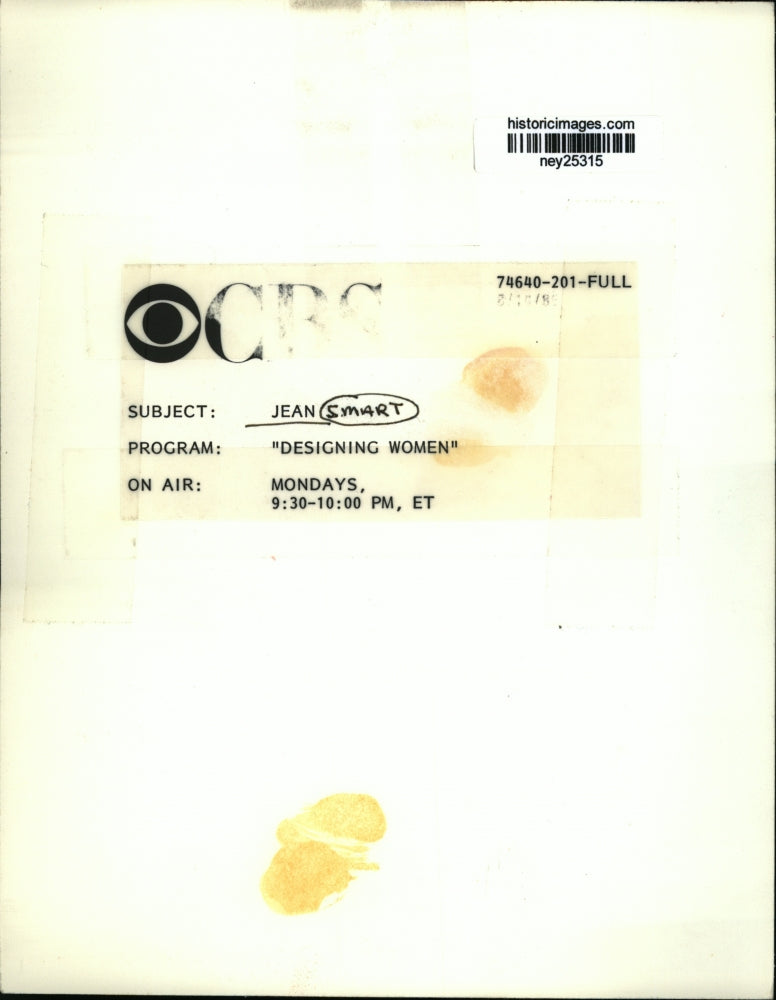 historicimages.com
ney25315
CBS
74640-201-FULL
SUBJECT: JEAN SMART
PROGRAM: "DESIGNING WOMEN"
ON AIR: MONDAYS,
9:30-10:00 PM, ET